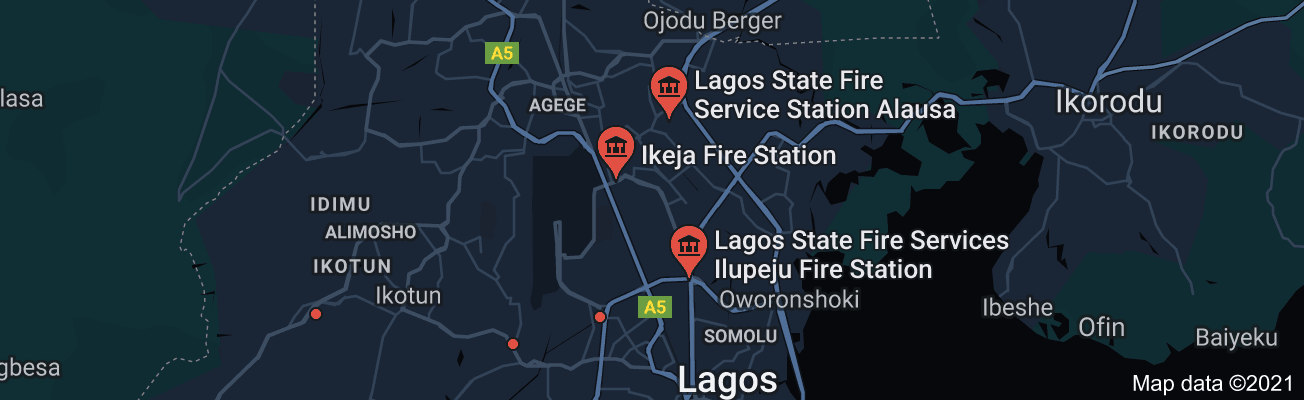 Ojodu Berger
A5
Lagos State Fire
Service Station Alausa
lasa
AGEGE
Ikorodu
IKORODU
Ikeja Fire Station
IDIMU
ALIMOSHO
Lagos State Fire Services
Ilupeju Fire Station
IKOTUN
Ikotun
Oworonshoki
A5
Ibeshe
SOMOLU
Ofin
Baiyeku
gbesa
Lagos
Map data ©2021